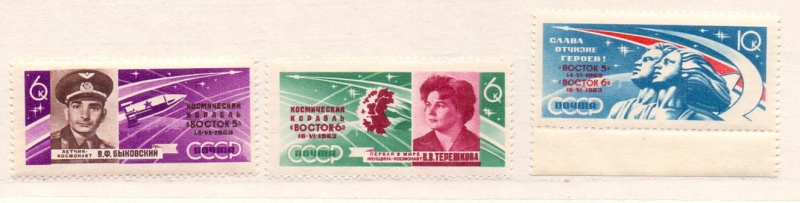 6к
КОСМИЧЕСКИЙ
КОРАБЛЬ
«ВОСТОК-5»
14-VI-1963
СССР
ПОЧТА
ЛЕТЧИК-КОСМОНАВТ
В.Ф. БЫКОВСКИЙ
6к
КОСМИЧЕСКИЙ
КОРАБЛЬ
«ВОСТОК-6»
16-VI-1963
СССР
ПОЧТА
ПЕРВАЯ В МИРЕ
ЖЕНЩИНА-КОСМОНАВТ
В.В. ТЕРЕШКОВА
10к
СЛАВА
ОТЧИЗНЕ
ГЕРОЕВ!
«ВОСТОК 5»
14-VI-1963
«ВОСТОК 6»
16-VI-1963
ПОЧТА
СССР